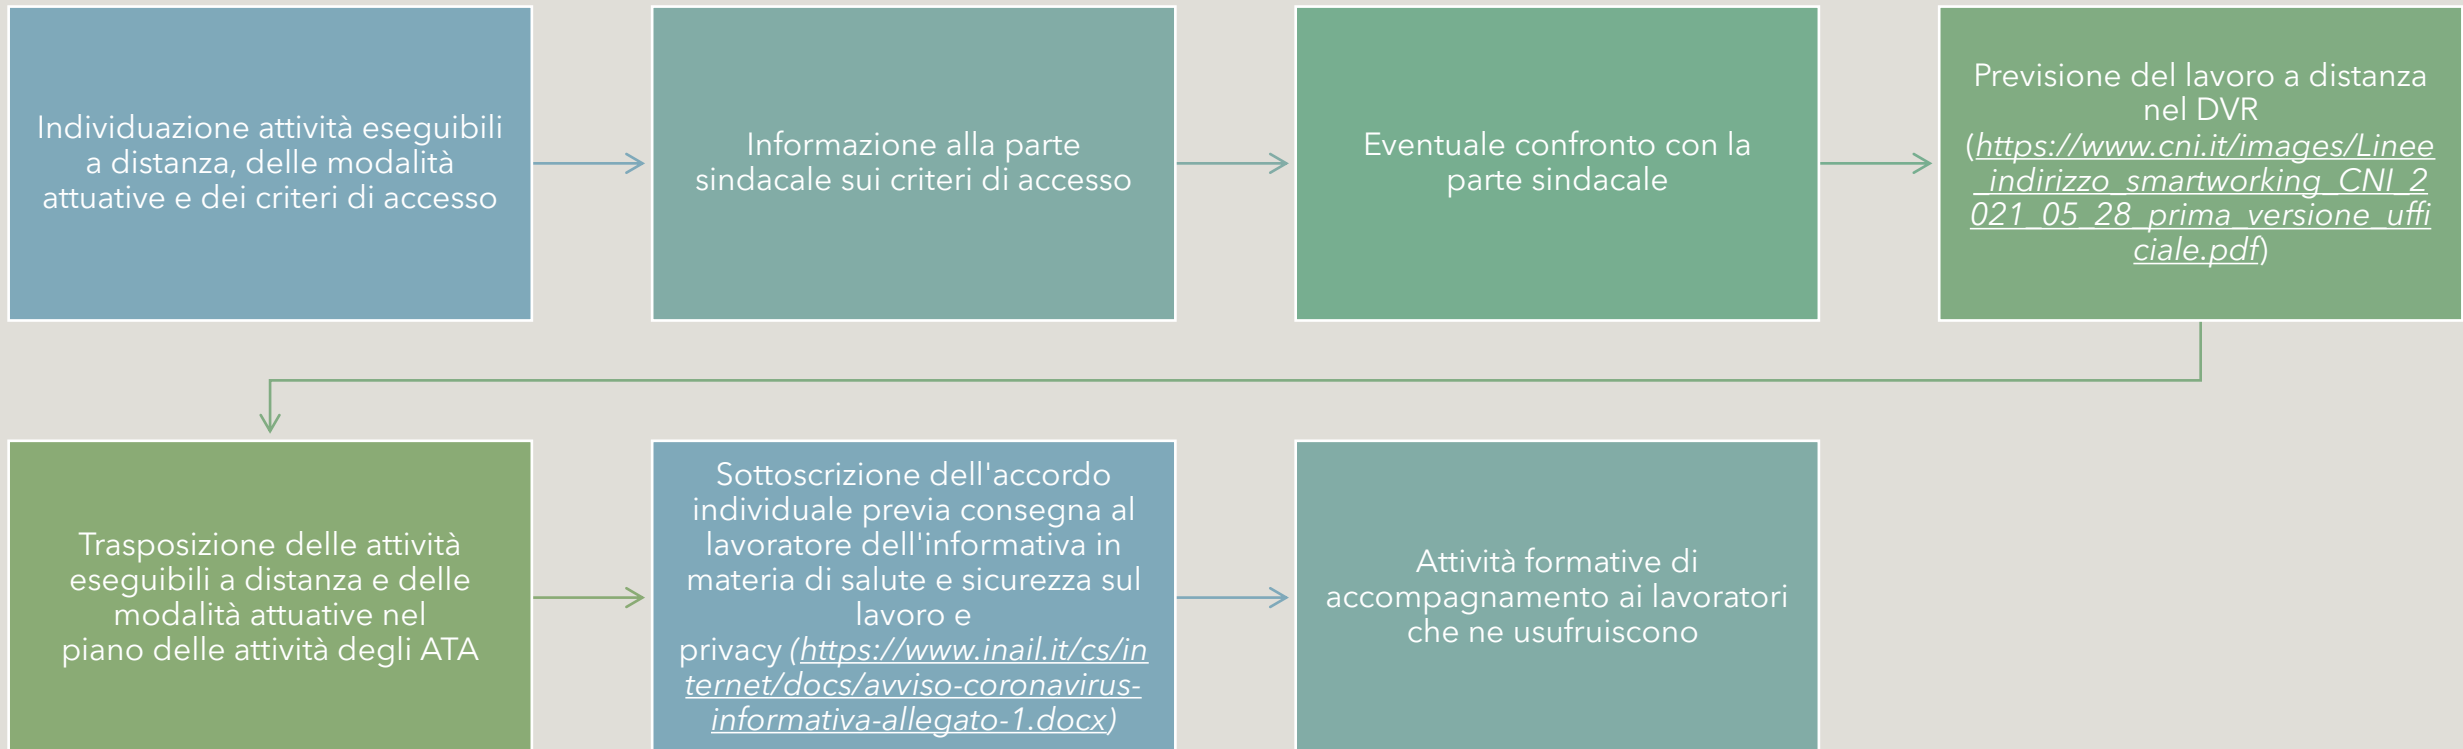 Individuazione attività eseguibili
a distanza, delle modalità
attuative e dei criteri di accesso
Informazione alla parte
sindacale sui criteri di accesso
Eventuale confronto con la
parte sindacale
Previsione del lavoro a distanza
nel DVR
(https://www.cni.it/images/Linee
_indirizzo_smartworking_CNI_2
021_05_28_prima_versione_uffi
ciale.pdf)
Trasposizione delle attività
eseguibili a distanza e delle
modalità attuative nel
piano delle attività degli ATA
Sottoscrizione dell'accordo
individuale previa consegna al
lavoratore dell'informativa in
materia di salute e sicurezza sul
lavoro e
privacy (https://www.inail.it/cs/in
ternet/docs/avviso-coronavirus-
informativa-allegato-1.docx)
Attività formative di
accompagnamento ai lavoratori
che ne usufruiscono